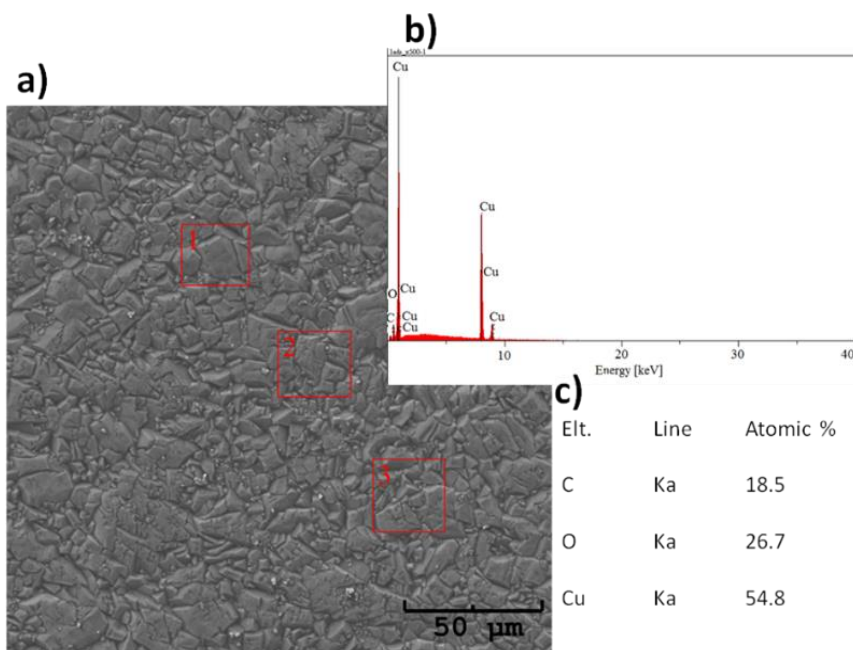 b)
a)
Cu
Cu
Cu
O
Cu
C
Cu
Cu
Cu
10
20
30
40
Energy [keV]
1
2
3
50 µm
c)
Elt. Line Atomic %
C Ka 18.5
O Ka 26.7
Cu Ka 54.8